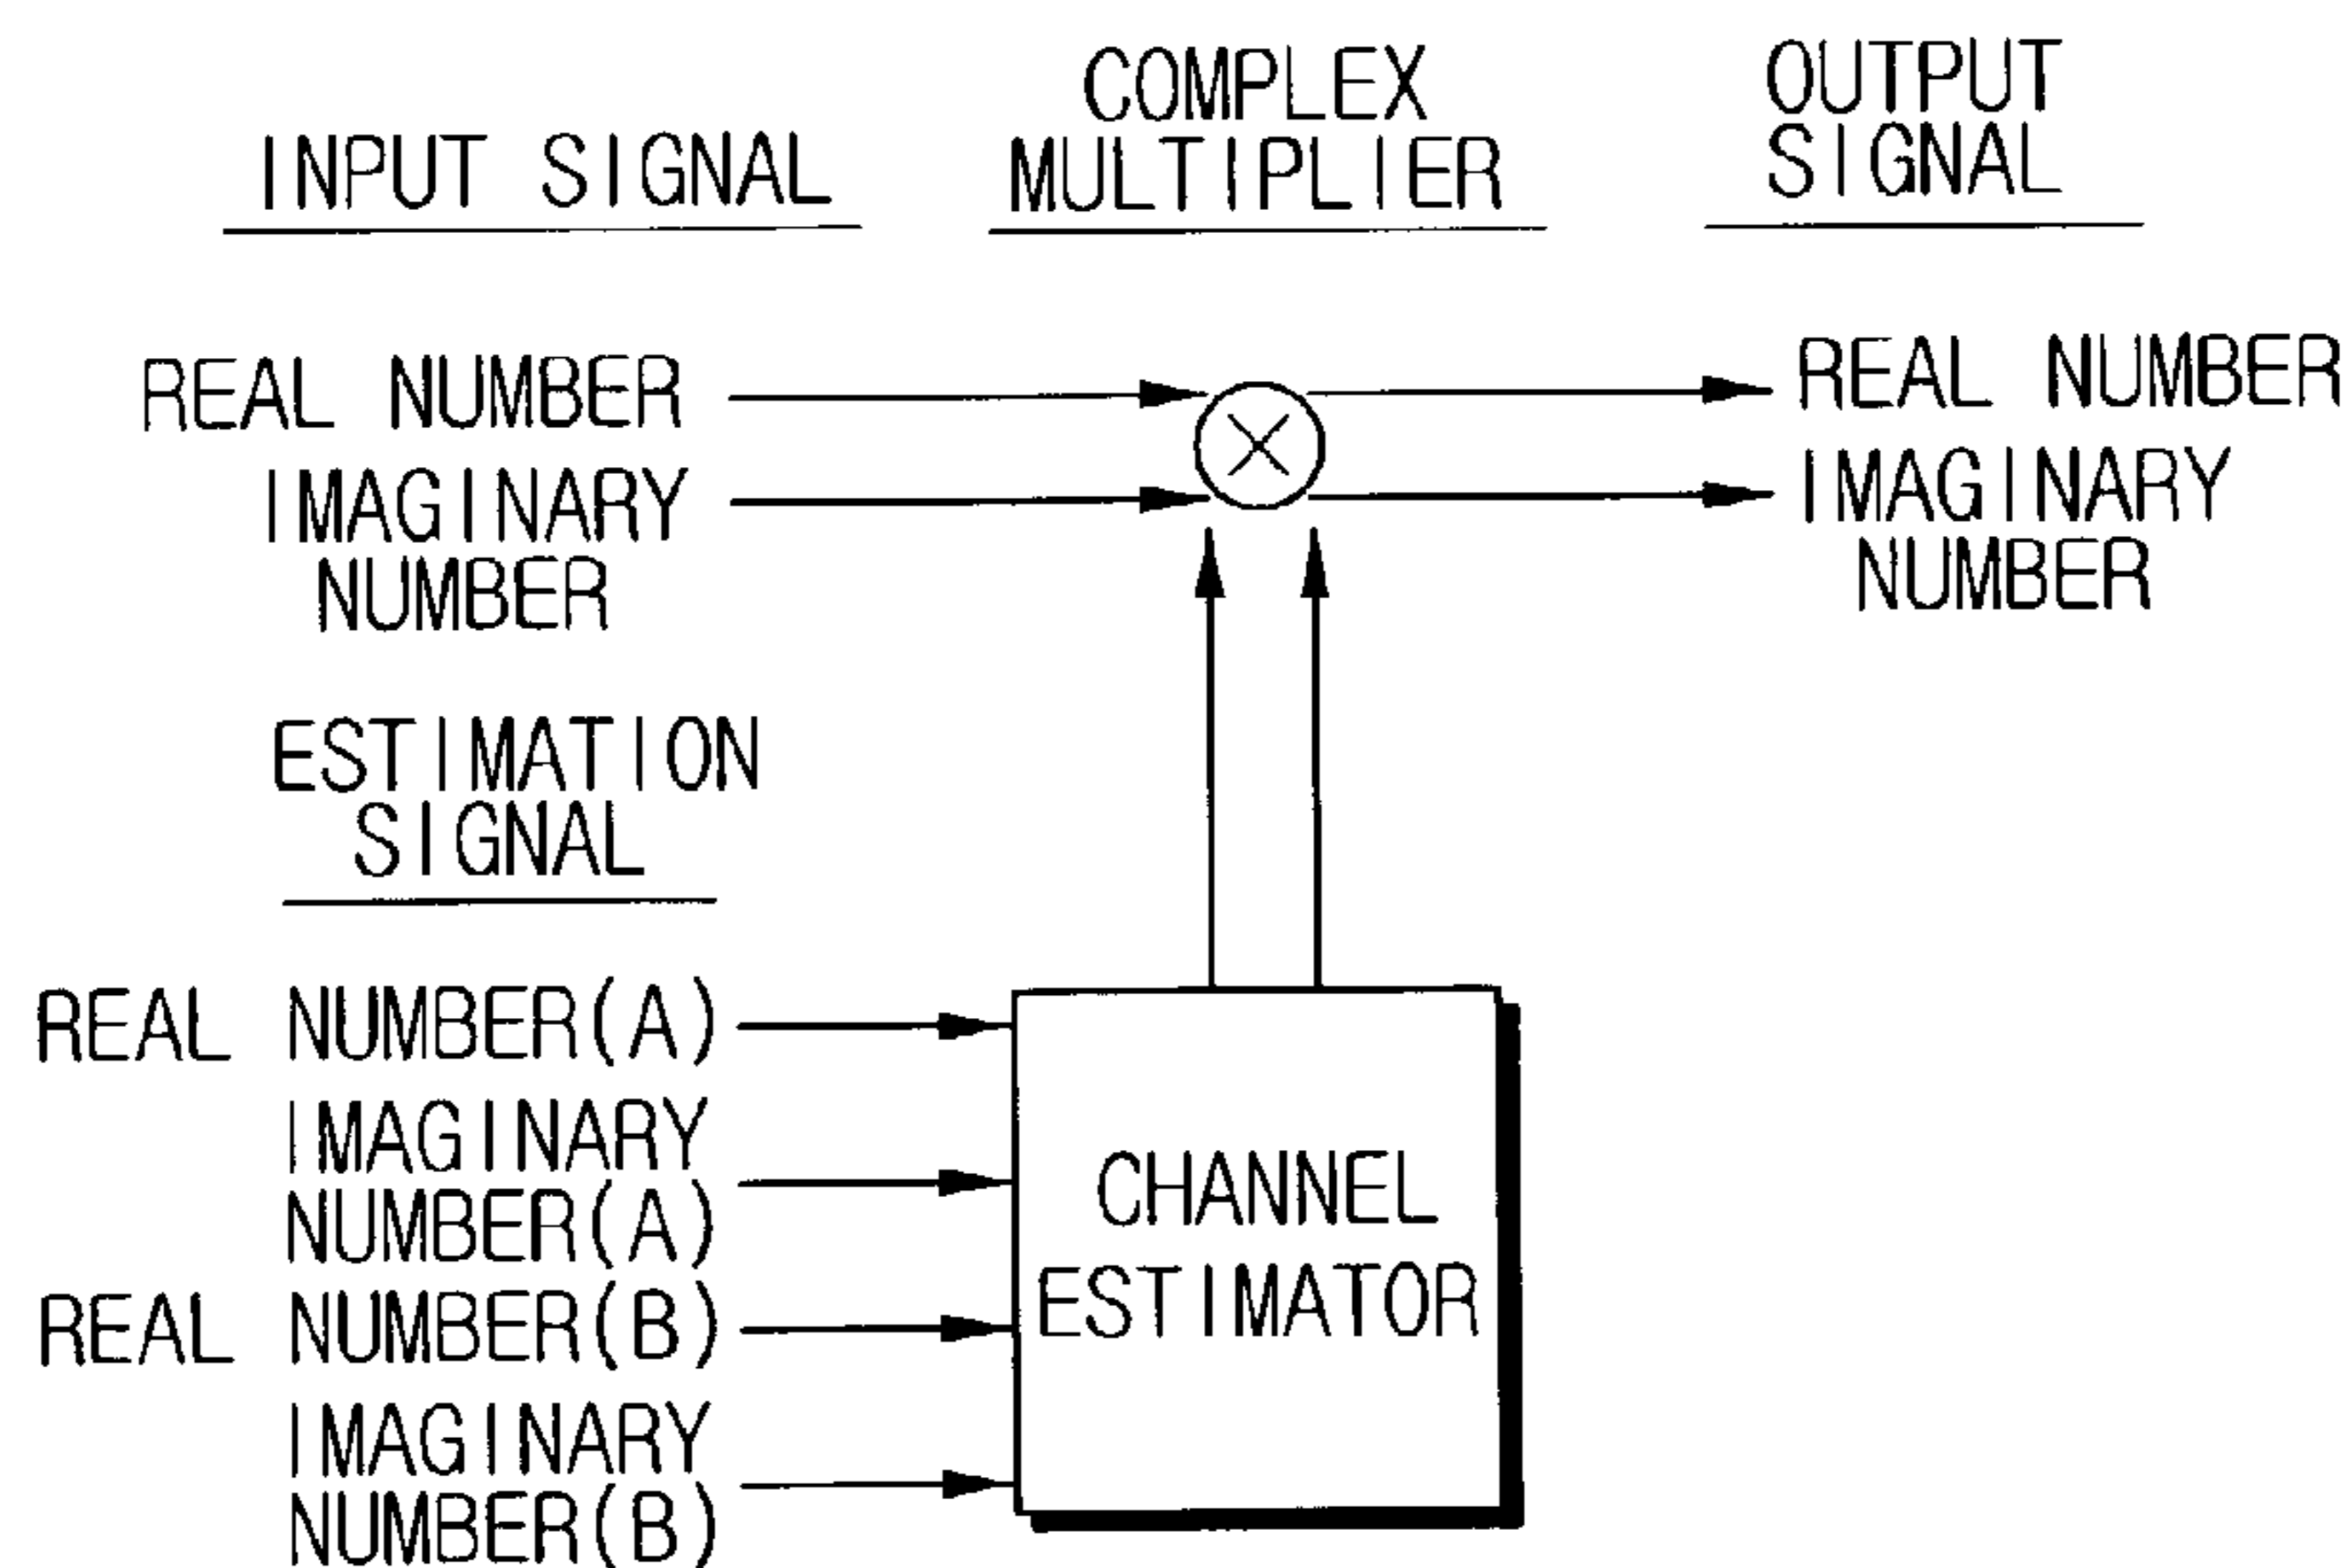 INPUT SIGNAL
COMPLEX
MULTIPLIER
OUTPUT
SIGNAL
REAL NUMBER
IMAGINARY
NUMBER
REAL NUMBER
IMAGINARY
NUMBER
ESTIMATION
SIGNAL
REAL NUMBER(A)
IMAGINARY
NUMBER(A)
REAL NUMBER(B)
IMAGINARY
NUMBER(B)
CHANNEL
ESTIMATOR